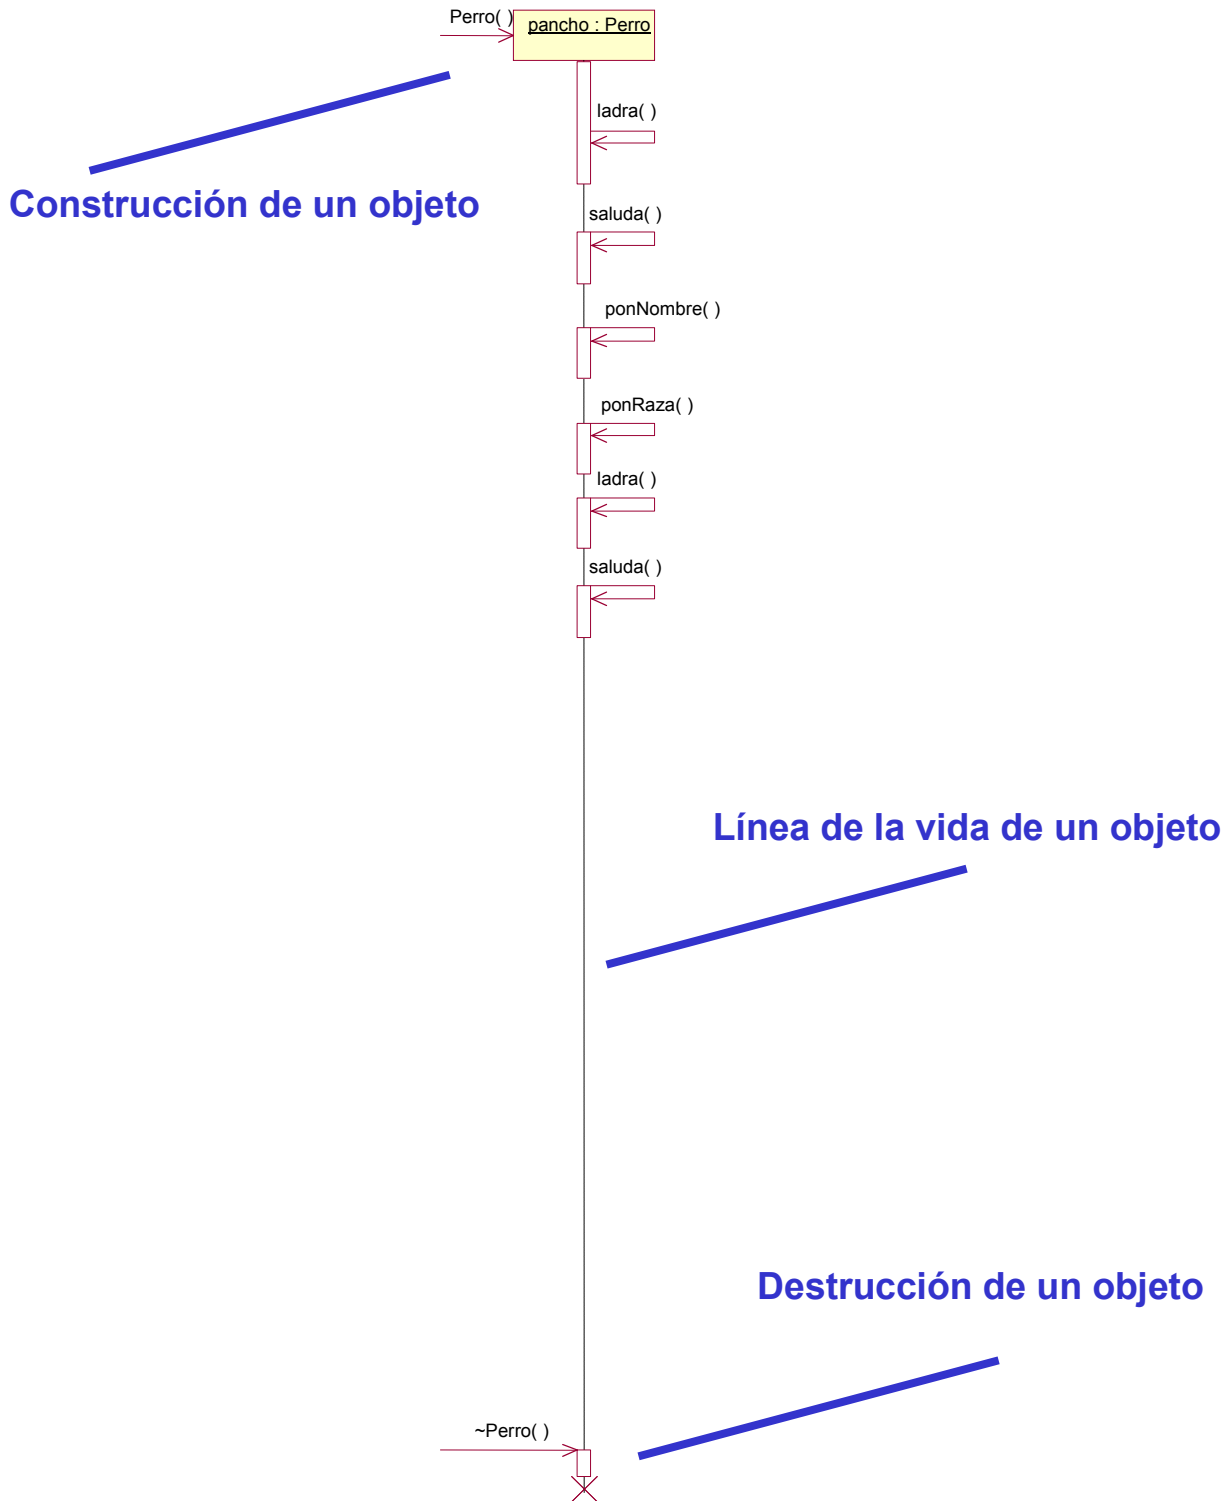 Perro( )
pancho : Perro
ladra( )
Construcción de un objeto
saluda( )
ponNombre( )
ponRaza( )
ladra( )
saluda( )
Línea de la vida de un objeto
Destrucción de un objeto
~Perro( )